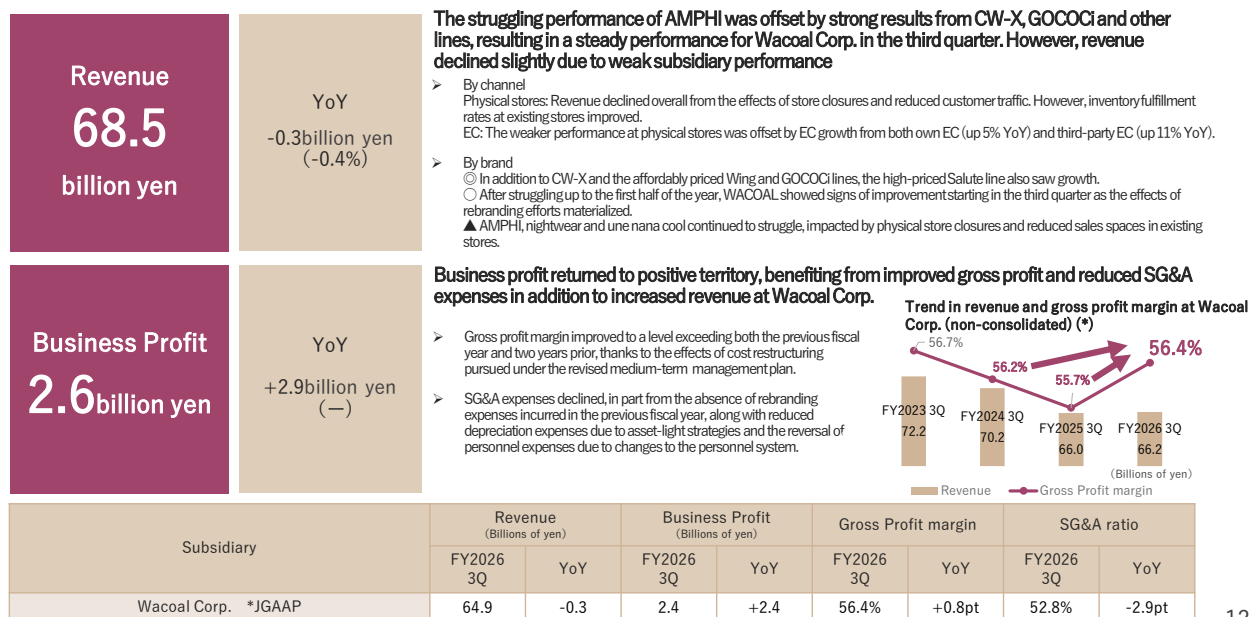 Revenue
68.5
billion yen
YoY
-0.3billion yen
(-0.4%)
The struggling performance of AMPHI was offset by strong results from CW-X, GOCOCi and other
lines, resulting in a steady performance for Wacoal Corp. in the third quarter. However, revenue
declined slightly due to weak subsidiary performance
➢ By channel
Physical stores: Revenue declined overall from the effects of store closures and reduced customer traffic. However, inventory fulfillment
rates at existing stores improved.
EC: The weaker performance at physical stores was offset by EC growth from both own EC (up 5% YoY) and third-party EC (up 11% YoY).
➢ By brand
◎ In addition to CW-X and the affordably priced Wing and GOCOCi lines, the high-priced Salute line also saw growth.
○ After struggling up to the first half of the year, WACOAL showed signs of improvement starting in the third quarter as the effects of
rebranding efforts materialized.
▲ AMPHI, nightwear and une nana cool continued to struggle, impacted by physical store closures and reduced sales spaces in existing
stores.
Business Profit
2.6billion yen
YoY
+2.9billion yen
(—)
Business profit returned to positive territory, benefiting from improved gross profit and reduced SG&A
expenses in addition to increased revenue at Wacoal Corp.
➢ Gross profit margin improved to a level exceeding both the previous fiscal
year and two years prior, thanks to the effects of cost restructuring
pursued under the revised medium-term management plan.
➢ SG&A expenses declined, in part from the absence of rebranding
expenses incurred in the previous fiscal year, along with reduced
depreciation expenses due to asset-light strategies and the reversal of
personnel expenses due to changes to the personnel system.
Trend in revenue and gross profit margin at Wacoal
Corp. (non-consolidated) (*)
56.7%
56.2%
55.7%
56.4%
FY2023 3Q
72.2
FY2024 3Q
70.2
FY2025 3Q
66.0
FY2026 3Q
66.2
(Billions of yen)
Revenue Gross Profit margin
Subsidiary
Revenue
(Billions of yen)
Business Profit
(Billions of yen)
Gross Profit margin
SG&A ratio
FY2026
3Q
YoY
FY2026
3Q
YoY
FY2026
3Q
YoY
FY2026
3Q
YoY
Wacoal Corp. *JGAAP 64.9 -0.3 2.4 +2.4 56.4% +0.8pt 52.8% -2.9pt